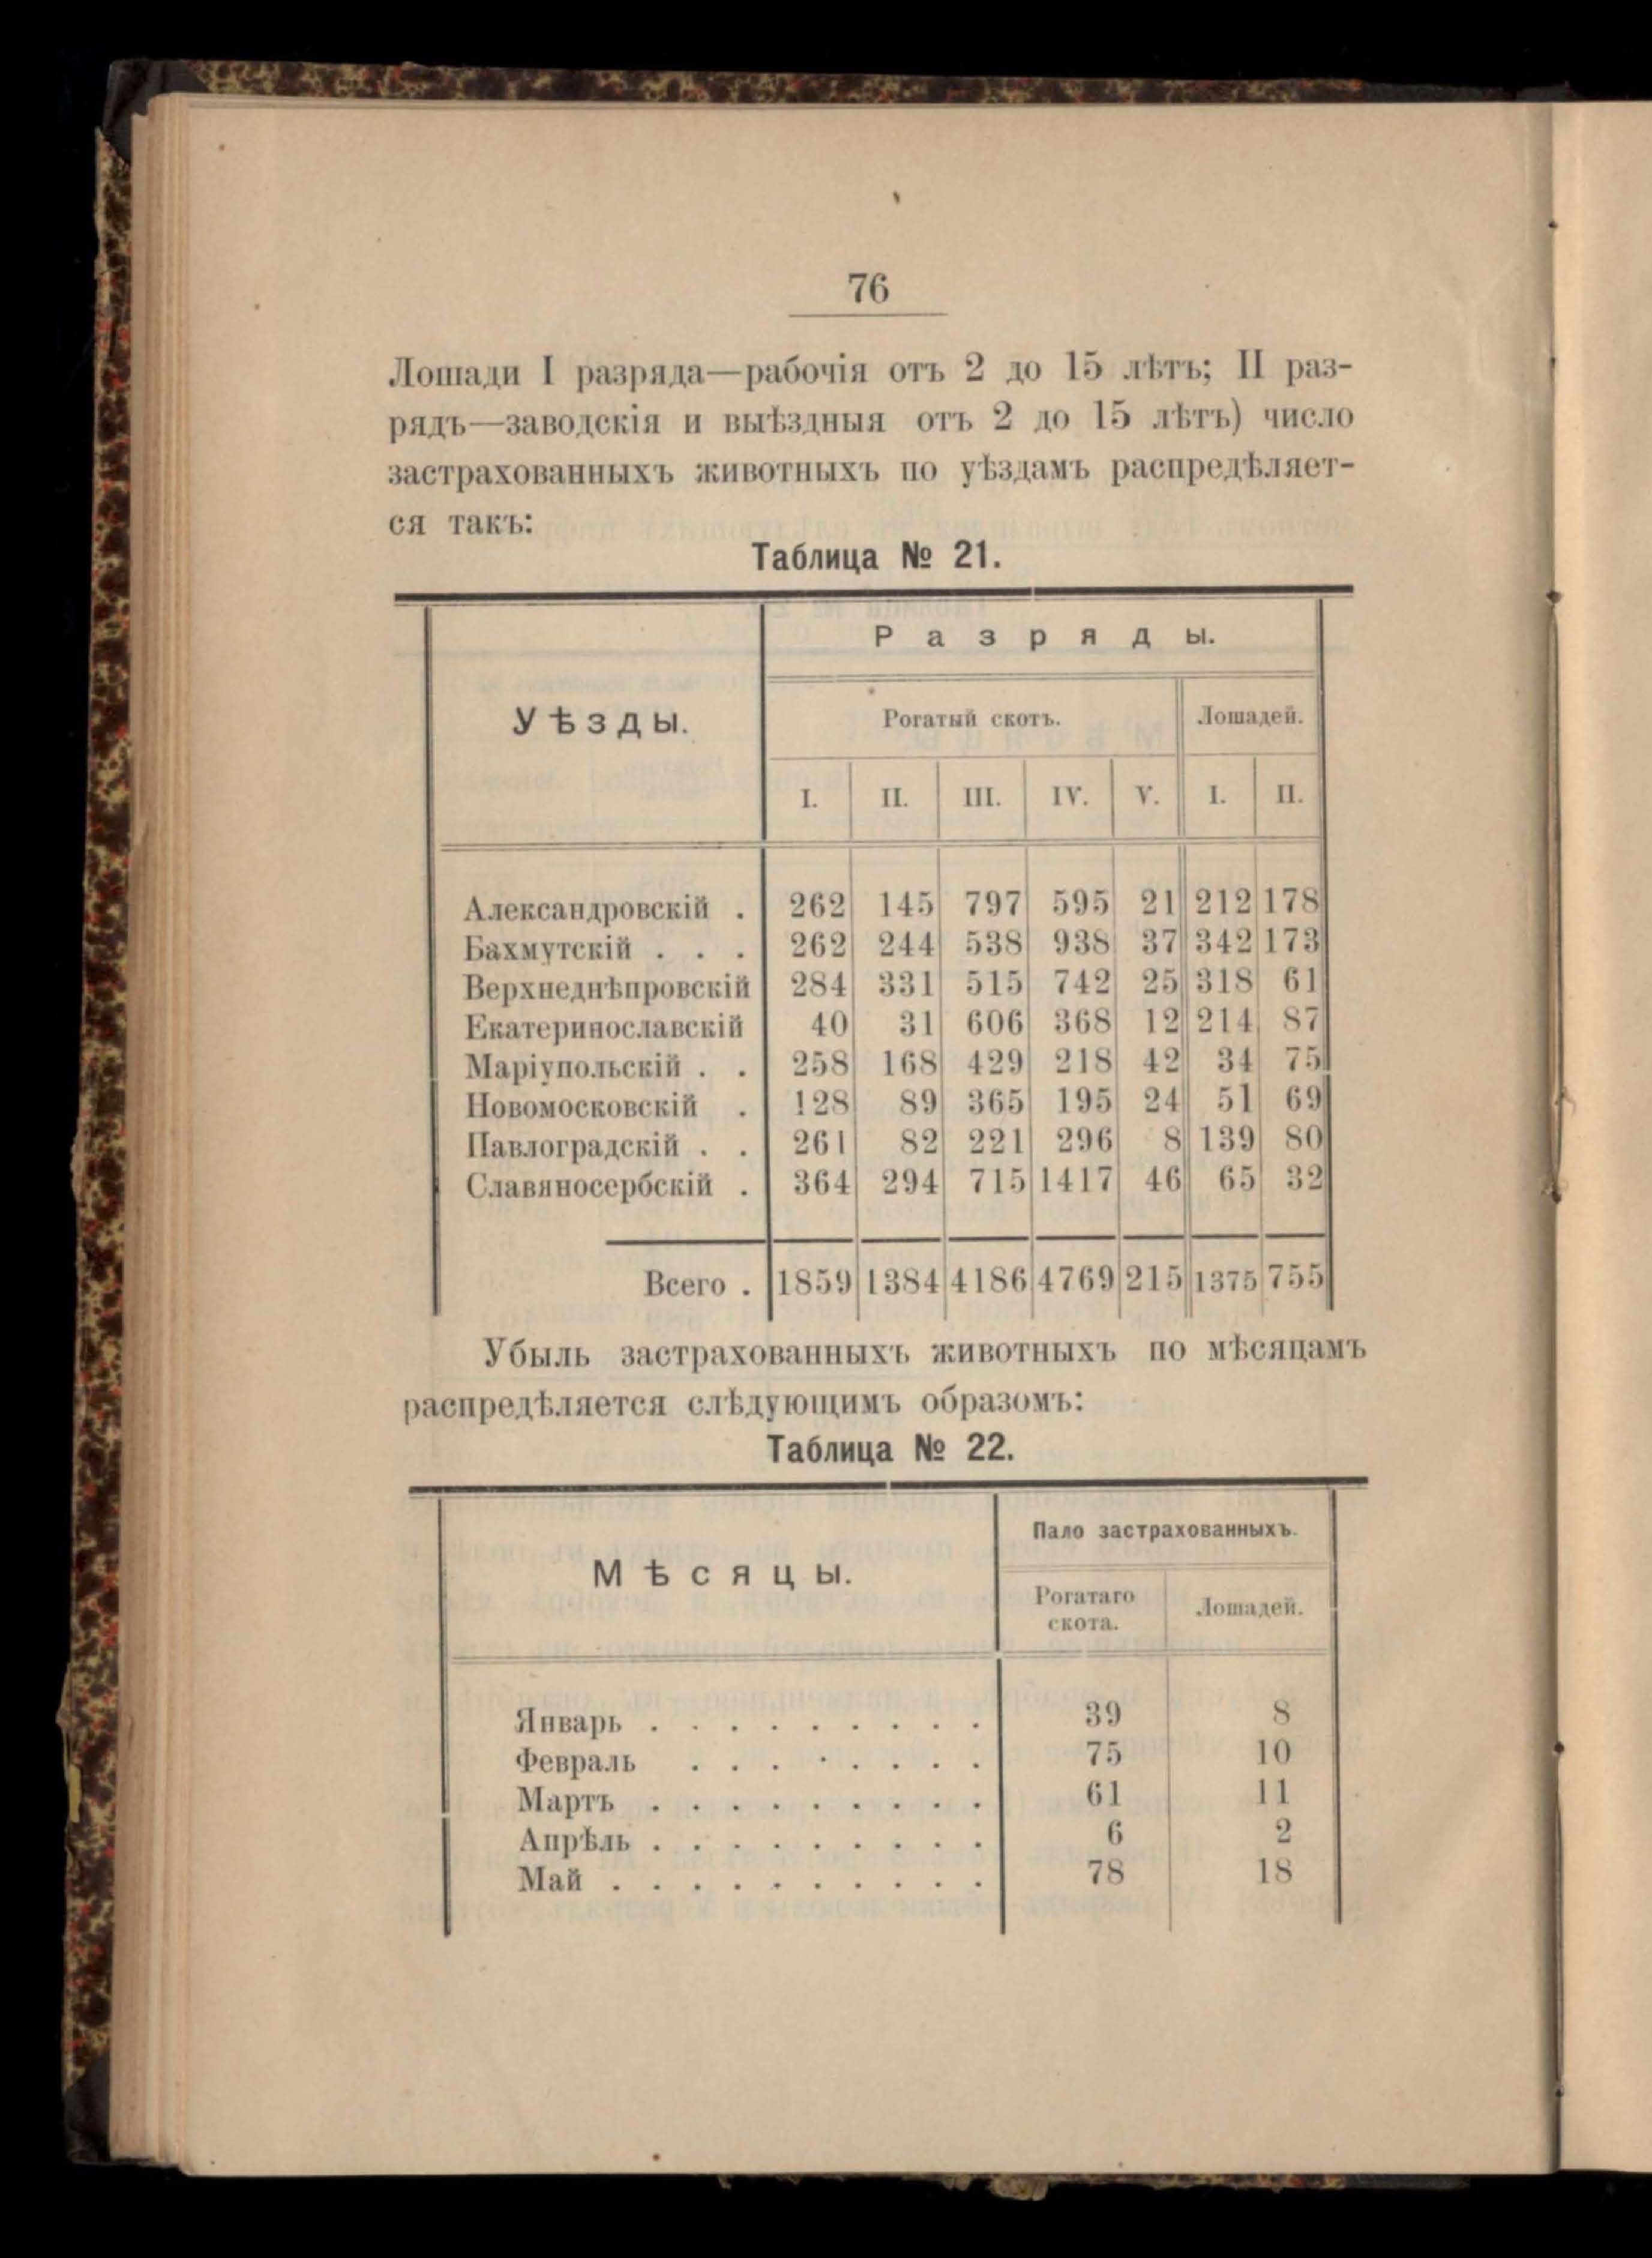 76
Лошади I разряда—рабочія отъ 2 до 15 лѣтъ; II раз-
рядъ—заводскія и выѣздныя отъ 2 до 15 лѣтъ) число
застрахованныхъ животныхъ по уѣздамъ распредѣляет-
ся такъ:
Таблица № 21.
Уѣзды.
Разряды.
Рогатый скотъ. Лошадей.
I. II. III. IV. V. I. II.
Александровскій . 262 145 797 595 21 212 178
Бахмутскій . . . 262 244 538 938 37 342 173
Верхнеднѣпровскій 284 331 515 742 25 318 61
Екатеринославскій 40 31 606 368 12 214 87
Маріупольскій . . 258 168 429 218 42 34 75
Новомосковскій . 128 89 365 195 24 51 69
Павлоградскій . . 261 82 221 296 8 139 80
Славяносербскій . 364 294 715 1417 46 65 32
Всего . 1859 1384 4186 4769 215 1375 755
Убыль застрахованныхъ животныхъ по мѣсяцамъ
распредѣляется слѣдующимъ образомъ:
Таблица № 22.
Мѣсяцы.
Пало застрахованныхъ.
Рогатаго
скота.
Лошадей.
Январь . . . . . . . . . 39 8
Февраль . . . . . . . . 75 10
Мартъ . . . . . . . . . 61 11
Апрѣль . . . . . . . . . 6 2
Май . . . . . . . . . . 78 18